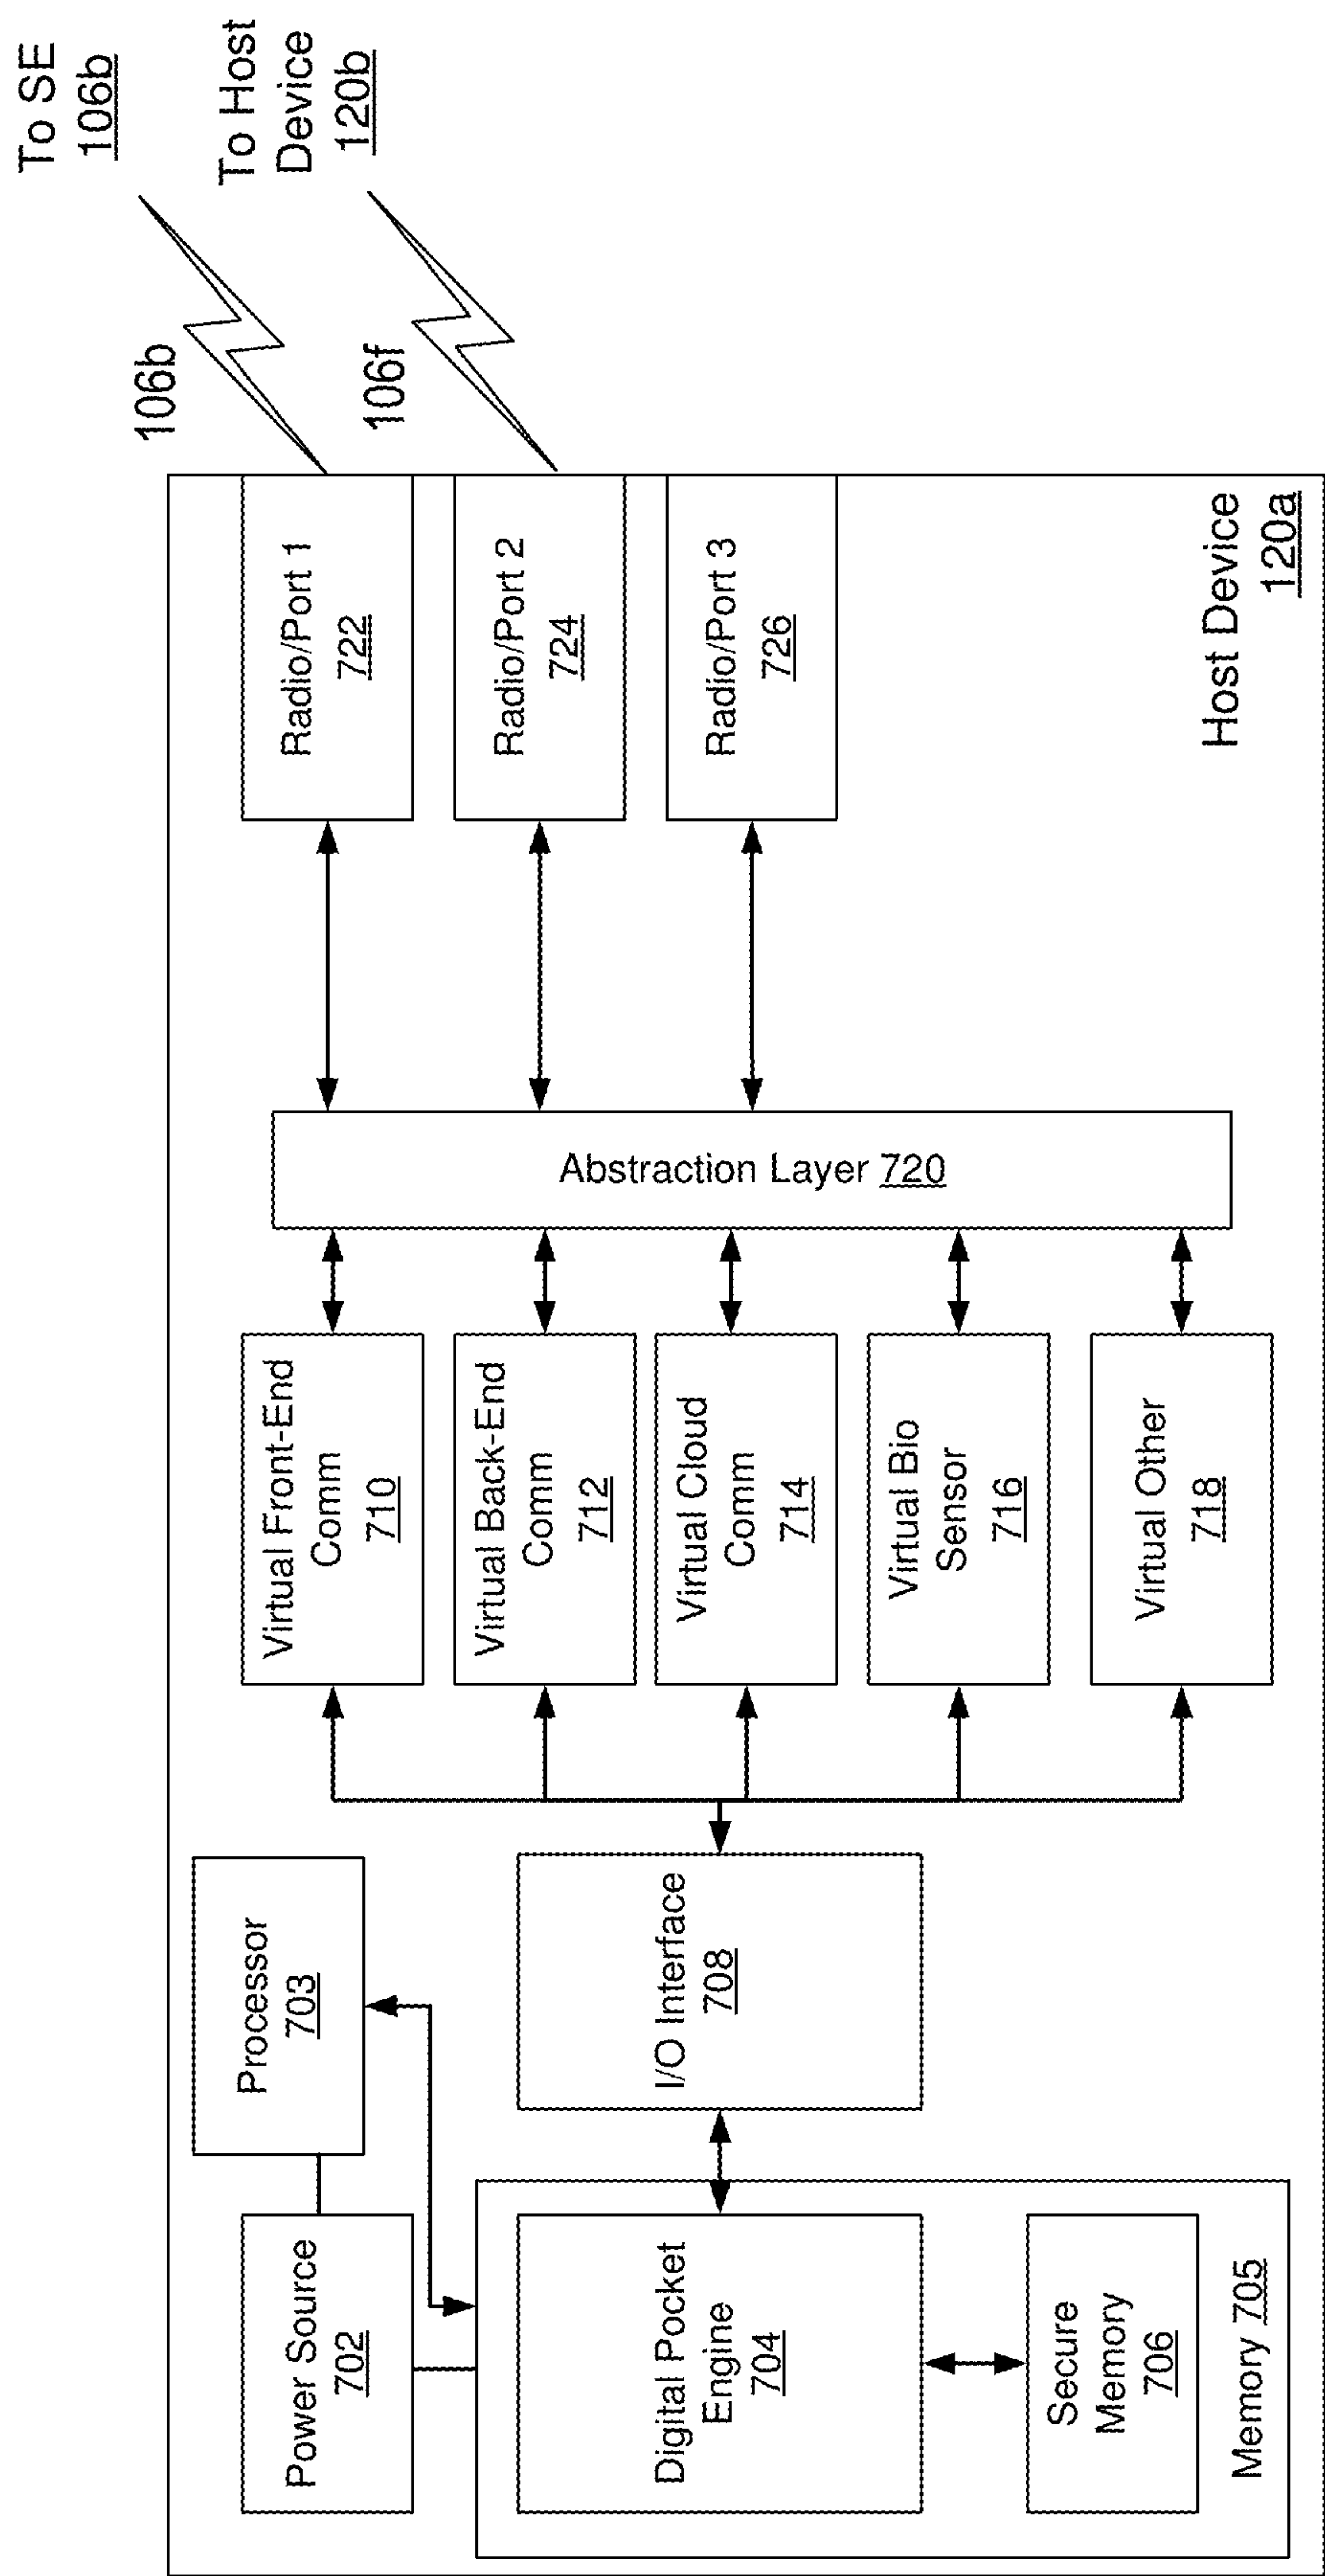 Power Source
702
Processor
703
Digital Pocket
Engine
704
Secure
Memory
706
Memory 705
I/O Interface
708
Virtual Front-End
Comm
710
Virtual Back-End
Comm
712
Virtual Cloud
Comm
714
Virtual Bio
Sensor
716
Virtual Other
718
Abstraction Layer 720
Radio/Port 1
722
Radio/Port 2
724
Radio/Port 3
726
Host Device
120a
106b
To SE
106b
106f
To Host
Device
120b